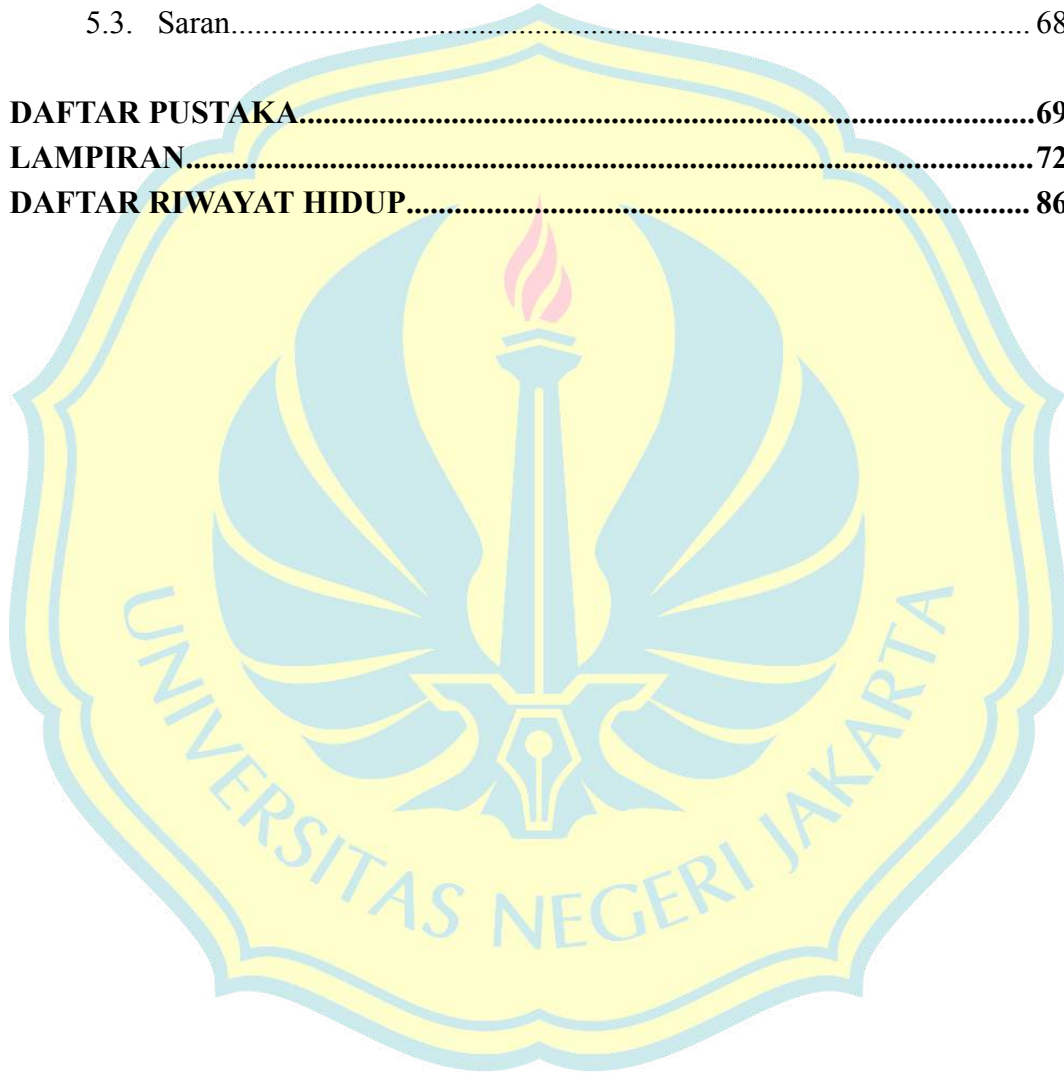 5.3. Saran.......................................................................................... 68
DAFTAR PUSTAKA....................................................................................69
LAMPIRAN..................................................................................................72
DAFTAR RIWAYAT HIDUP........................................................................ 86
UNIVERSITAS NEGERI JAKARTA